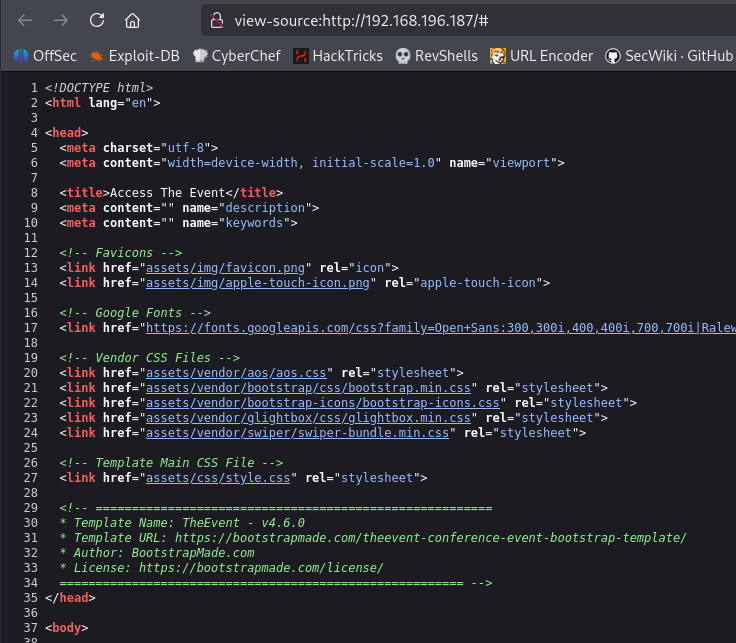 view-source:http://192.168.196.187/#
OffSec Exploit-DB CyberChef HackTricks RevShells URL Encoder SecWiki · GitHub
1 <!DOCTYPE html>
2 <html lang="en">
3
4 <head>
5 <meta charset="utf-8">
6 <meta content="width=device-width, initial-scale=1.0" name="viewport">
7
8 <title>Access The Event</title>
9 <meta content="" name="description">
10 <meta content="" name="keywords">
11
12 <!-- Favicons -->
13 <link href="assets/img/favicon.png" rel="icon">
14 <link href="assets/img/apple-touch-icon.png" rel="apple-touch-icon">
15
16 <!-- Google Fonts -->
17 <link href="https://fonts.googleapis.com/css?family=Open+Sans:300,300i,400,400i,700,700i|Ralew
18
19 <!-- Vendor CSS Files -->
20 <link href="assets/vendor/aos/aos.css" rel="stylesheet">
21 <link href="assets/vendor/bootstrap/css/bootstrap.min.css" rel="stylesheet">
22 <link href="assets/vendor/bootstrap-icons/bootstrap-icons.css" rel="stylesheet">
23 <link href="assets/vendor/glightbox/css/glightbox.min.css" rel="stylesheet">
24 <link href="assets/vendor/swiper/swiper-bundle.min.css" rel="stylesheet">
25
26 <!-- Template Main CSS File -->
27 <link href="assets/css/style.css" rel="stylesheet">
28
29 <!-- =======================================================
30 * Template Name: TheEvent - v4.6.0
31 * Template URL: https://bootstrapmade.com/theevent-conference-event-bootstrap-template/
32 * Author: BootstrapMade.com
33 * License: https://bootstrapmade.com/license/
34 ======================================================== -->
35 </head>
36
37 <body>
38